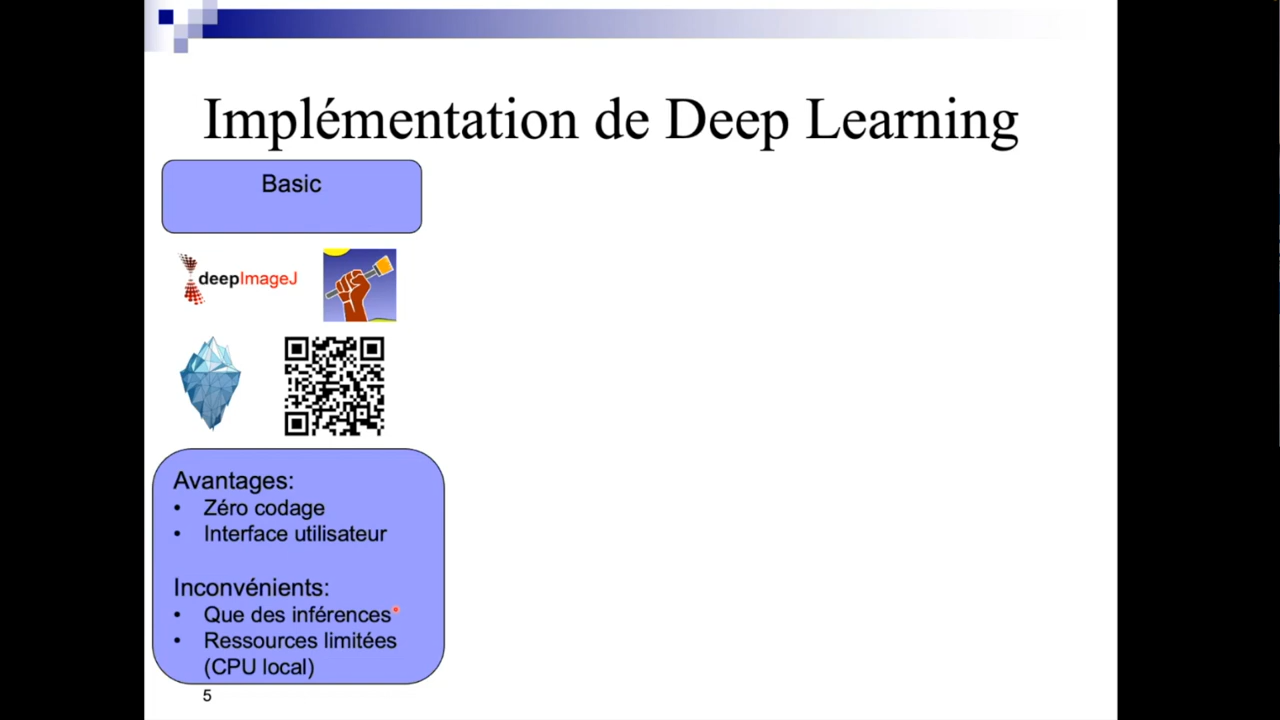 Implémentation de Deep Learning
Basic
deepImageJ
Avantages:
• Zéro codage
• Interface utilisateur
Inconvénients:
• Que des inférences
• Ressources limitées
(CPU local)
5